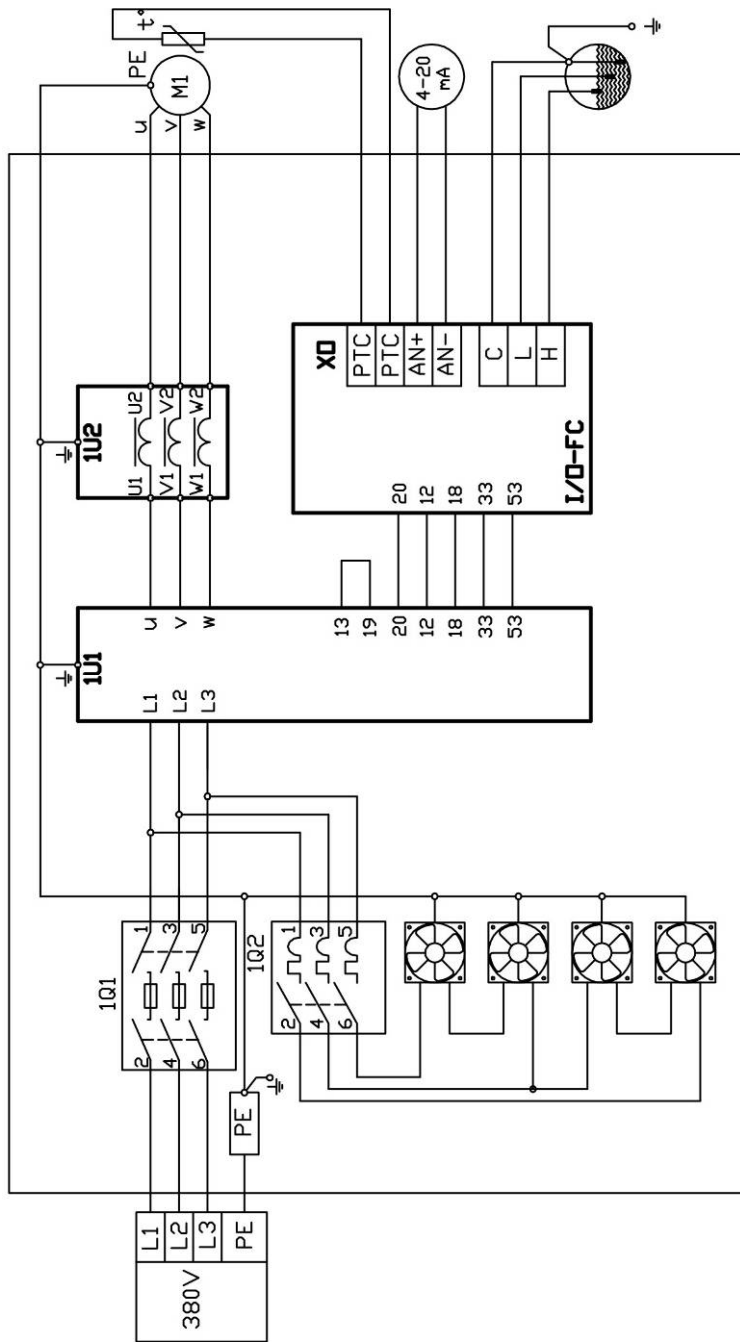 380V
L1
L2
L3
PE
PE
1Q1
2
4
6
1
3
5
1Q2
2
4
6
1
3
5
1U1
L1
L2
L3
U
V
W
13
19
20
12
18
33
53
1U2
U1
V1
W1
U2
V2
W2
20
12
18
33
53
I/O-FC
XD
PTC
PTC
AN+
AN-
C
L
H
U
V
W
M1
PE
t°
4-20
mA